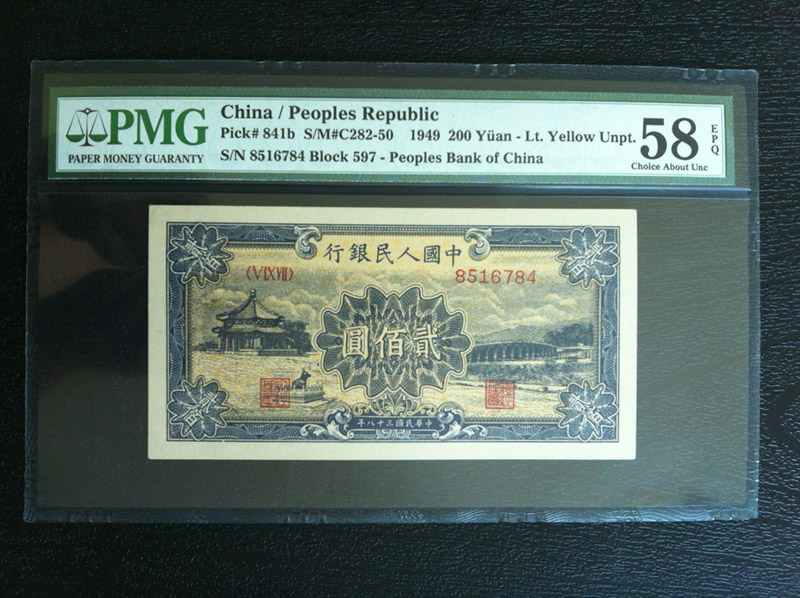 PMG
PAPER MONEY GUARANTY
China / Peoples Republic
Pick# 841b S/M#C282-50 1949 200 Yüan - Lt. Yellow Unpt.
S/N 8516784 Block 597 - Peoples Bank of China
58 EPQ
Choice About Unc
行銀民人國中
(VIXVII) 8516784
圓佰貳
年八十三國民華中